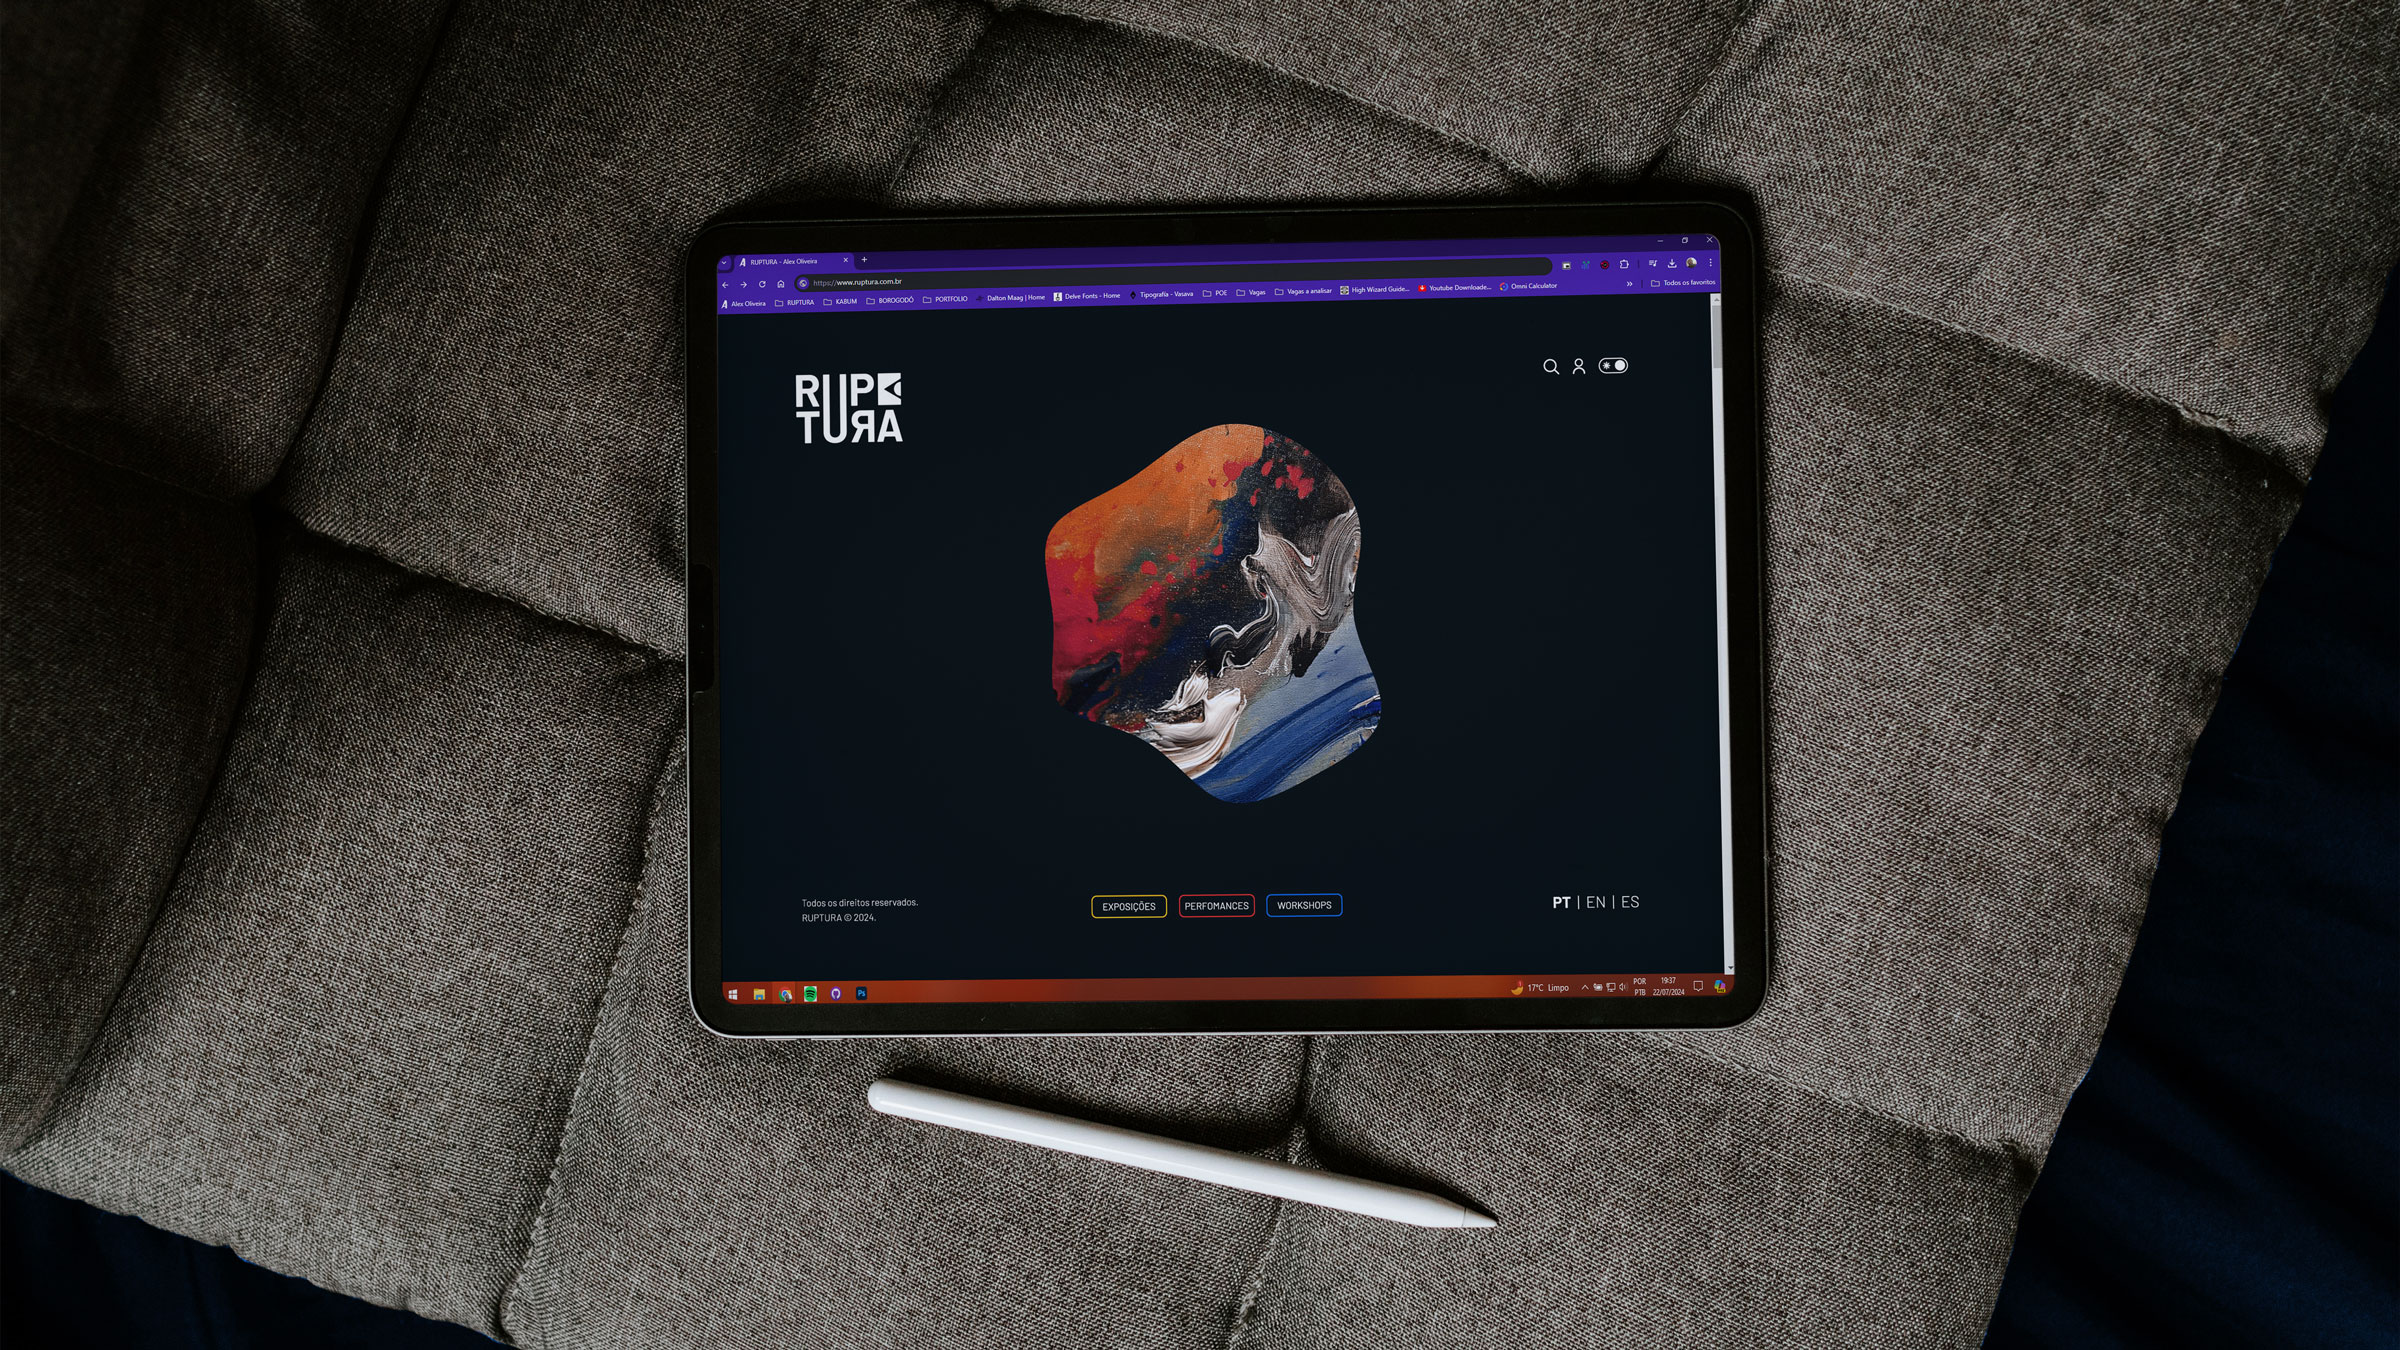 RUPTURA - Alex Oliveira
https://www.ruptura.com.br
Alex Oliveira RUPTURA KABUM BOROGODÓ PORTFOLIO Dalton Maag | Home Delve Fonts - Home Tipografía - Vasava POE Vagas Vagas a analisar High Wizard Guide... Youtube Downloade... Omni Calculator » Todos os favoritos
RUP
TURA
Todos os direitos reservados.
RUPTURA © 2024.
EXPOSIÇÕES PERFOMANCES WORKSHOPS
PT | EN | ES
Ps 17°C Limpo
POR 19:37
PTB 22/07/2024